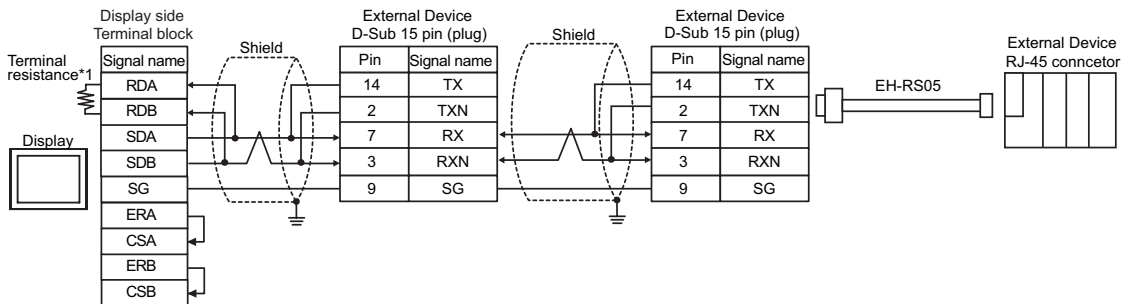 Display side
Terminal block
Terminal
resistance*1
Display
Signal name
RDA
RDB
SDA
SDB
SG
ERA
CSA
ERB
CSB
Shield
External Device
D-Sub 15 pin (plug)
Pin Signal name
14 TX
2 TXN
7 RX
3 RXN
9 SG
Shield
External Device
D-Sub 15 pin (plug)
Pin Signal name
14 TX
2 TXN
7 RX
3 RXN
9 SG
EH-RS05
External Device
RJ-45 conncetor